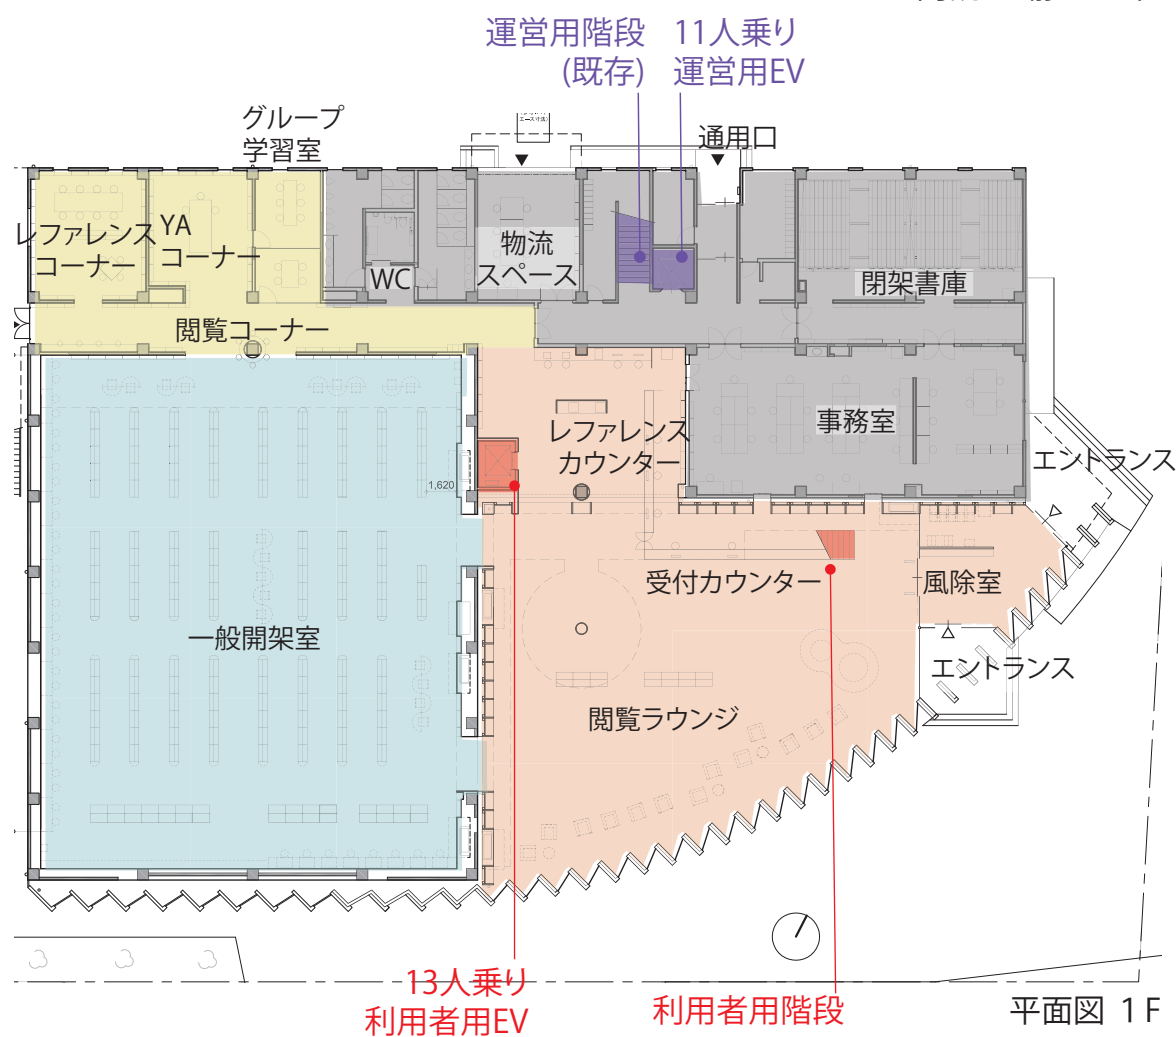 運営用階段
(既存)
11人乗り
運営用EV
グループ
学習室
通用口
レファレンス
コーナー
YA
コーナー
WC
物流
スペース
閉架書庫
閲覧コーナー
レファレンス
カウンター
事務室
エントランス
1,620
受付カウンター
風除室
一般開架室
エントランス
閲覧ラウンジ
13人乗り
利用者用EV
利用者用階段
平面図 1F